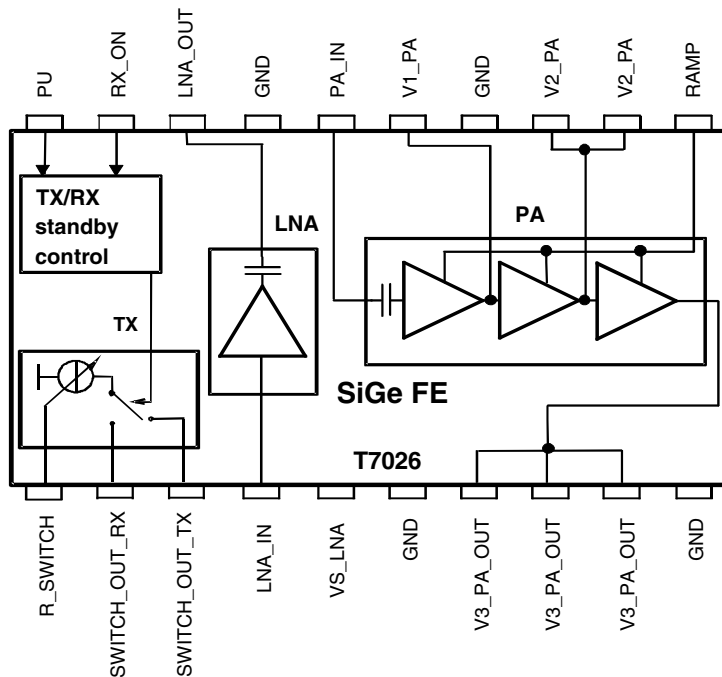 PU
RX_ON
LNA_OUT
GND
PA_IN
V1_PA
GND
V2_PA
V2_PA
RAMP
TX/RX
standby
control
LNA
PA
TX
SiGe FE
T7026
R_SWITCH
SWITCH_OUT_RX
SWITCH_OUT_TX
LNA_IN
VS_LNA
GND
V3_PA_OUT
V3_PA_OUT
V3_PA_OUT
GND